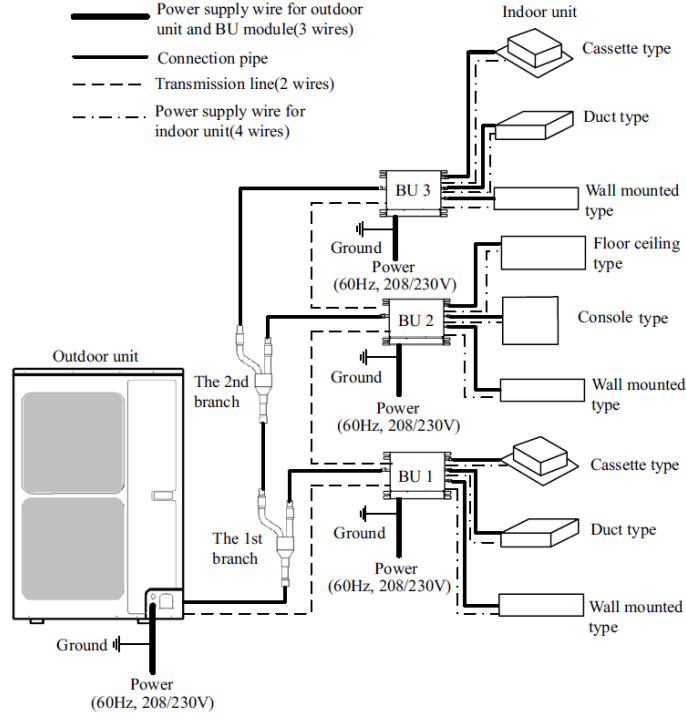 Power supply wire for outdoor
unit and BU module(3 wires)
Connection pipe
Transmission line(2 wires)
Power supply wire for
indoor unit(4 wires)
Indoor unit
Cassette type
Duct type
BU 3
Wall mounted
type
Ground
Power
(60Hz, 208/230V)
Floor ceiling
type
BU 2
Console type
Ground
Wall mounted
type
Power
(60Hz, 208/230V)
Outdoor unit
The 2nd
branch
Cassette type
BU 1
Duct type
The 1st
branch
Ground
Power
(60Hz, 208/230V)
Wall mounted
type
Ground
Power
(60Hz, 208/230V)